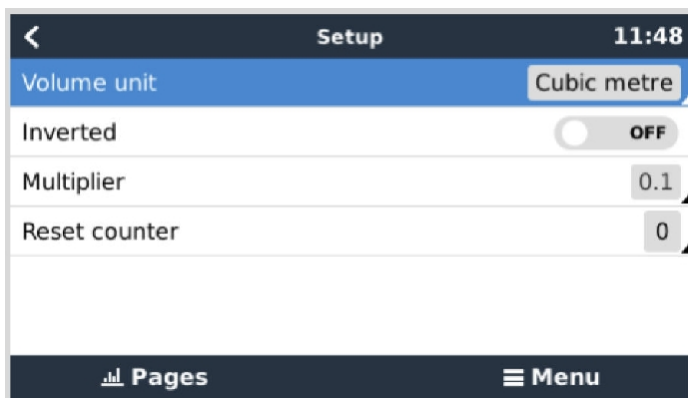 Setup 11:48
Volume unit Cubic metre
Inverted OFF
Multiplier 0.1
Reset counter 0
Pages Menu